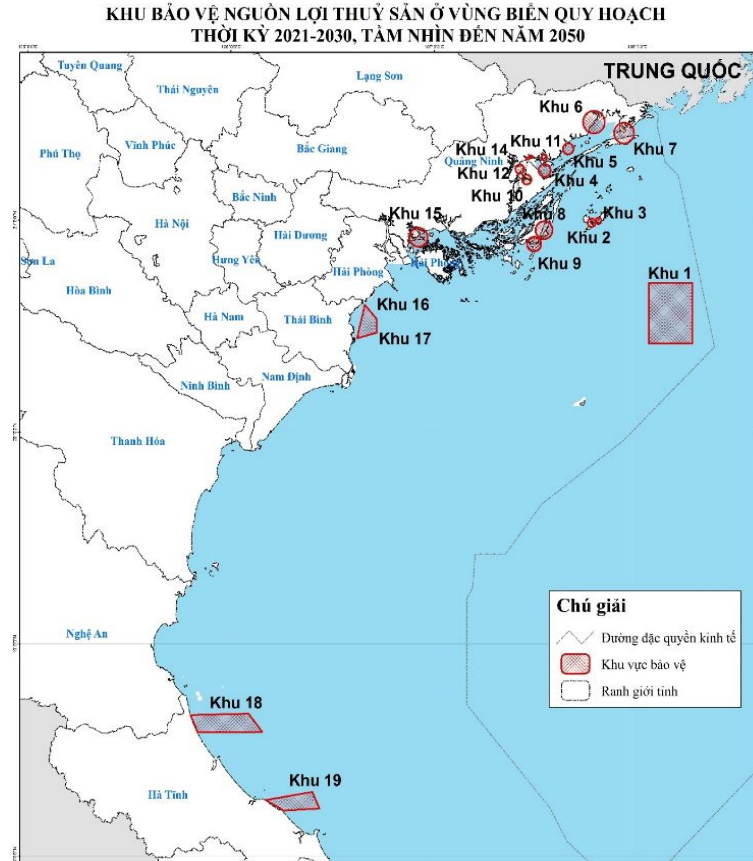 KHU BẢO VỆ NGUỒN LỢI THUỶ SẢN Ở VÙNG BIỂN QUY HOẠCH
THỜI KỲ 2021-2030, TẦM NHÌN ĐẾN NĂM 2050
Tuyên Quang
Thái Nguyên
Lạng Sơn
TRUNG QUỐC
Khu 6
Khu 7
Phú Thọ
Vĩnh Phúc
Bắc Giang
Khu 14
Khu 11
Quảng Ninh
Khu 5
Khu 12
Khu 4
Khu 10
Bắc Ninh
Hà Nội
Khu 15
Khu 8
Khu 3
Khu 2
Hải Dương
Sơn La
Hưng Yên
Hải Phòng
Hải Phòng
Khu 9
Khu 1
Hòa Bình
Hà Nam
Thái Bình
Khu 16
Khu 17
Nam Định
Ninh Bình
Thanh Hóa
Chú giải
Đường đặc quyền kinh tế
Khu vực bảo vệ
Ranh giới tỉnh
Nghệ An
Khu 18
Khu 19
Hà Tĩnh